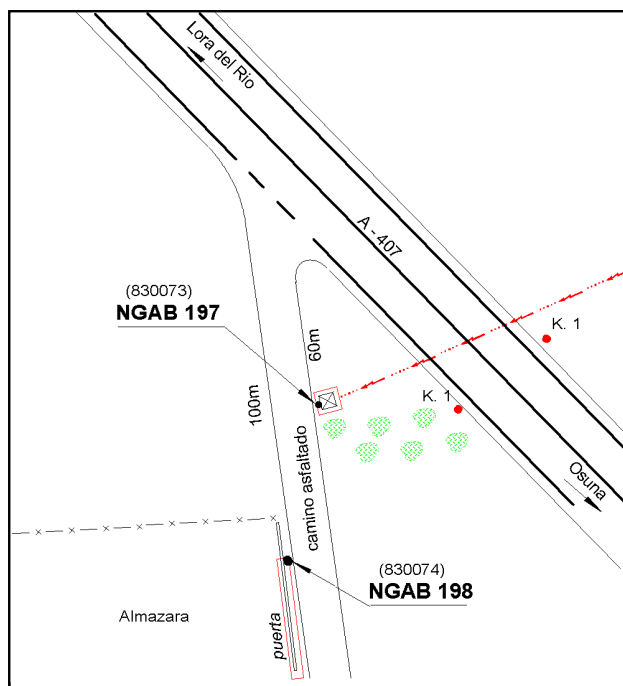 Lora del Rio
A - 407
(830073)
NGAB 197
K. 1
60m
K. 1
100m
Osuna
camino asfaltado
(830074)
NGAB 198
Almazara
puerta